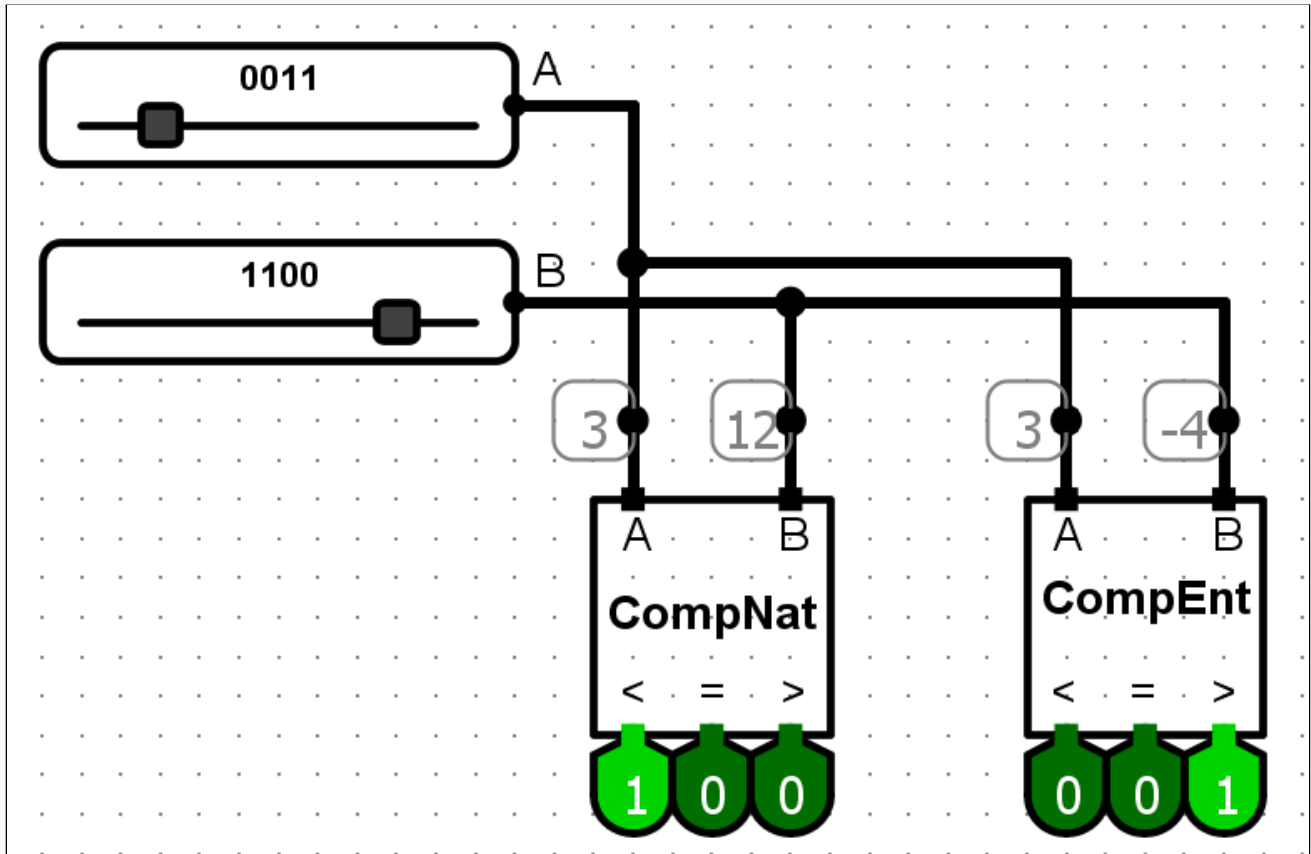 0011
A
1100
B
3 12 3 -4
A B A B
CompNat CompEnt
< = > < = >
1 0 0 0 0 1